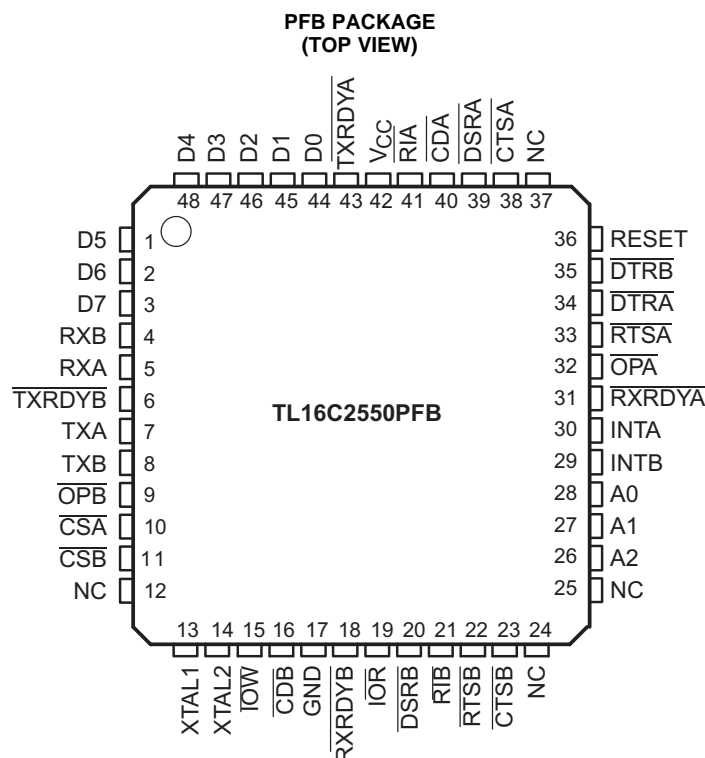 PFB PACKAGE
(TOP VIEW)
D4 D3 D2 D1 D0 TXRDYA VCC RIA CDA DSRA CTSA NC
48 47 46 45 44 43 42 41 40 39 38 37
D5 1 36 RESET
D6 2 35 DTRB
D7 3 34 DTRA
RXB 4 33 RTSA
RXA 5 32 OPA
TXRDYB 6 31 RXRDYA
TL16C2550PFB
TXA 7 30 INTA
TXB 8 29 INTB
OPB 9 28 A0
CSA 10 27 A1
CSB 11 26 A2
NC 12 25 NC
13 14 15 16 17 18 19 20 21 22 23 24
XTAL1 XTAL2 IOW CDB GND RXRDYB IOR DSRB RIB RTSB CTSB NC